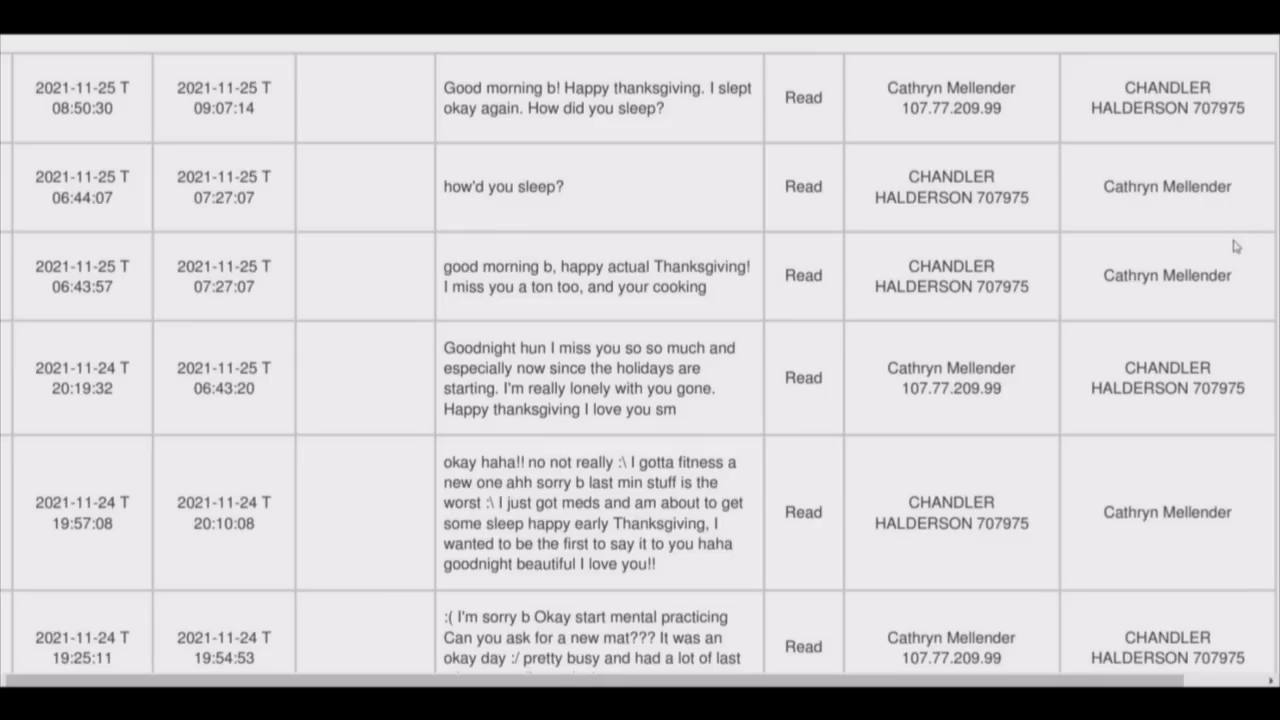 2021-11-25 T
08:50:30
2021-11-25 T
09:07:14
Good morning b! Happy thanksgiving. I slept
okay again. How did you sleep?
Read
Cathryn Mellender
107.77.209.99
CHANDLER
HALDERSON 707975
2021-11-25 T
06:44:07
2021-11-25 T
07:27:07
how'd you sleep?
Read
CHANDLER
HALDERSON 707975
Cathryn Mellender
2021-11-25 T
06:43:57
2021-11-25 T
07:27:07
good morning b, happy actual Thanksgiving!
I miss you a ton too, and your cooking
Read
CHANDLER
HALDERSON 707975
Cathryn Mellender
2021-11-24 T
20:19:32
2021-11-25 T
06:43:20
Goodnight hun I miss you so so much and
especially now since the holidays are
starting. I'm really lonely with you gone.
Happy thanksgiving I love you sm
Read
Cathryn Mellender
107.77.209.99
CHANDLER
HALDERSON 707975
2021-11-24 T
19:57:08
2021-11-24 T
20:10:08
okay haha!! no not really :\ I gotta fitness a
new one ahh sorry b last min stuff is the
worst :\ I just got meds and am about to get
some sleep happy early Thanksgiving, I
wanted to be the first to say it to you haha
goodnight beautiful I love you!!
Read
CHANDLER
HALDERSON 707975
Cathryn Mellender
2021-11-24 T
19:25:11
2021-11-24 T
19:54:53
:( I'm sorry b Okay start mental practicing
Can you ask for a new mat??? It was an
okay day :/ pretty busy and had a lot of last
Read
Cathryn Mellender
107.77.209.99
CHANDLER
HALDERSON 707975